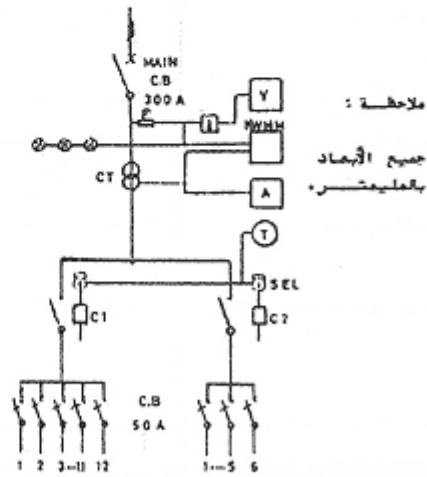 MAIN
C.B
300 A
V
ملاحظة :
KWHM
جميع الأبعاد
CT
A
بالمليمتر .
T
SEL
C1
C2
C.B
50 A
1 2 3--11 12
1---5 6